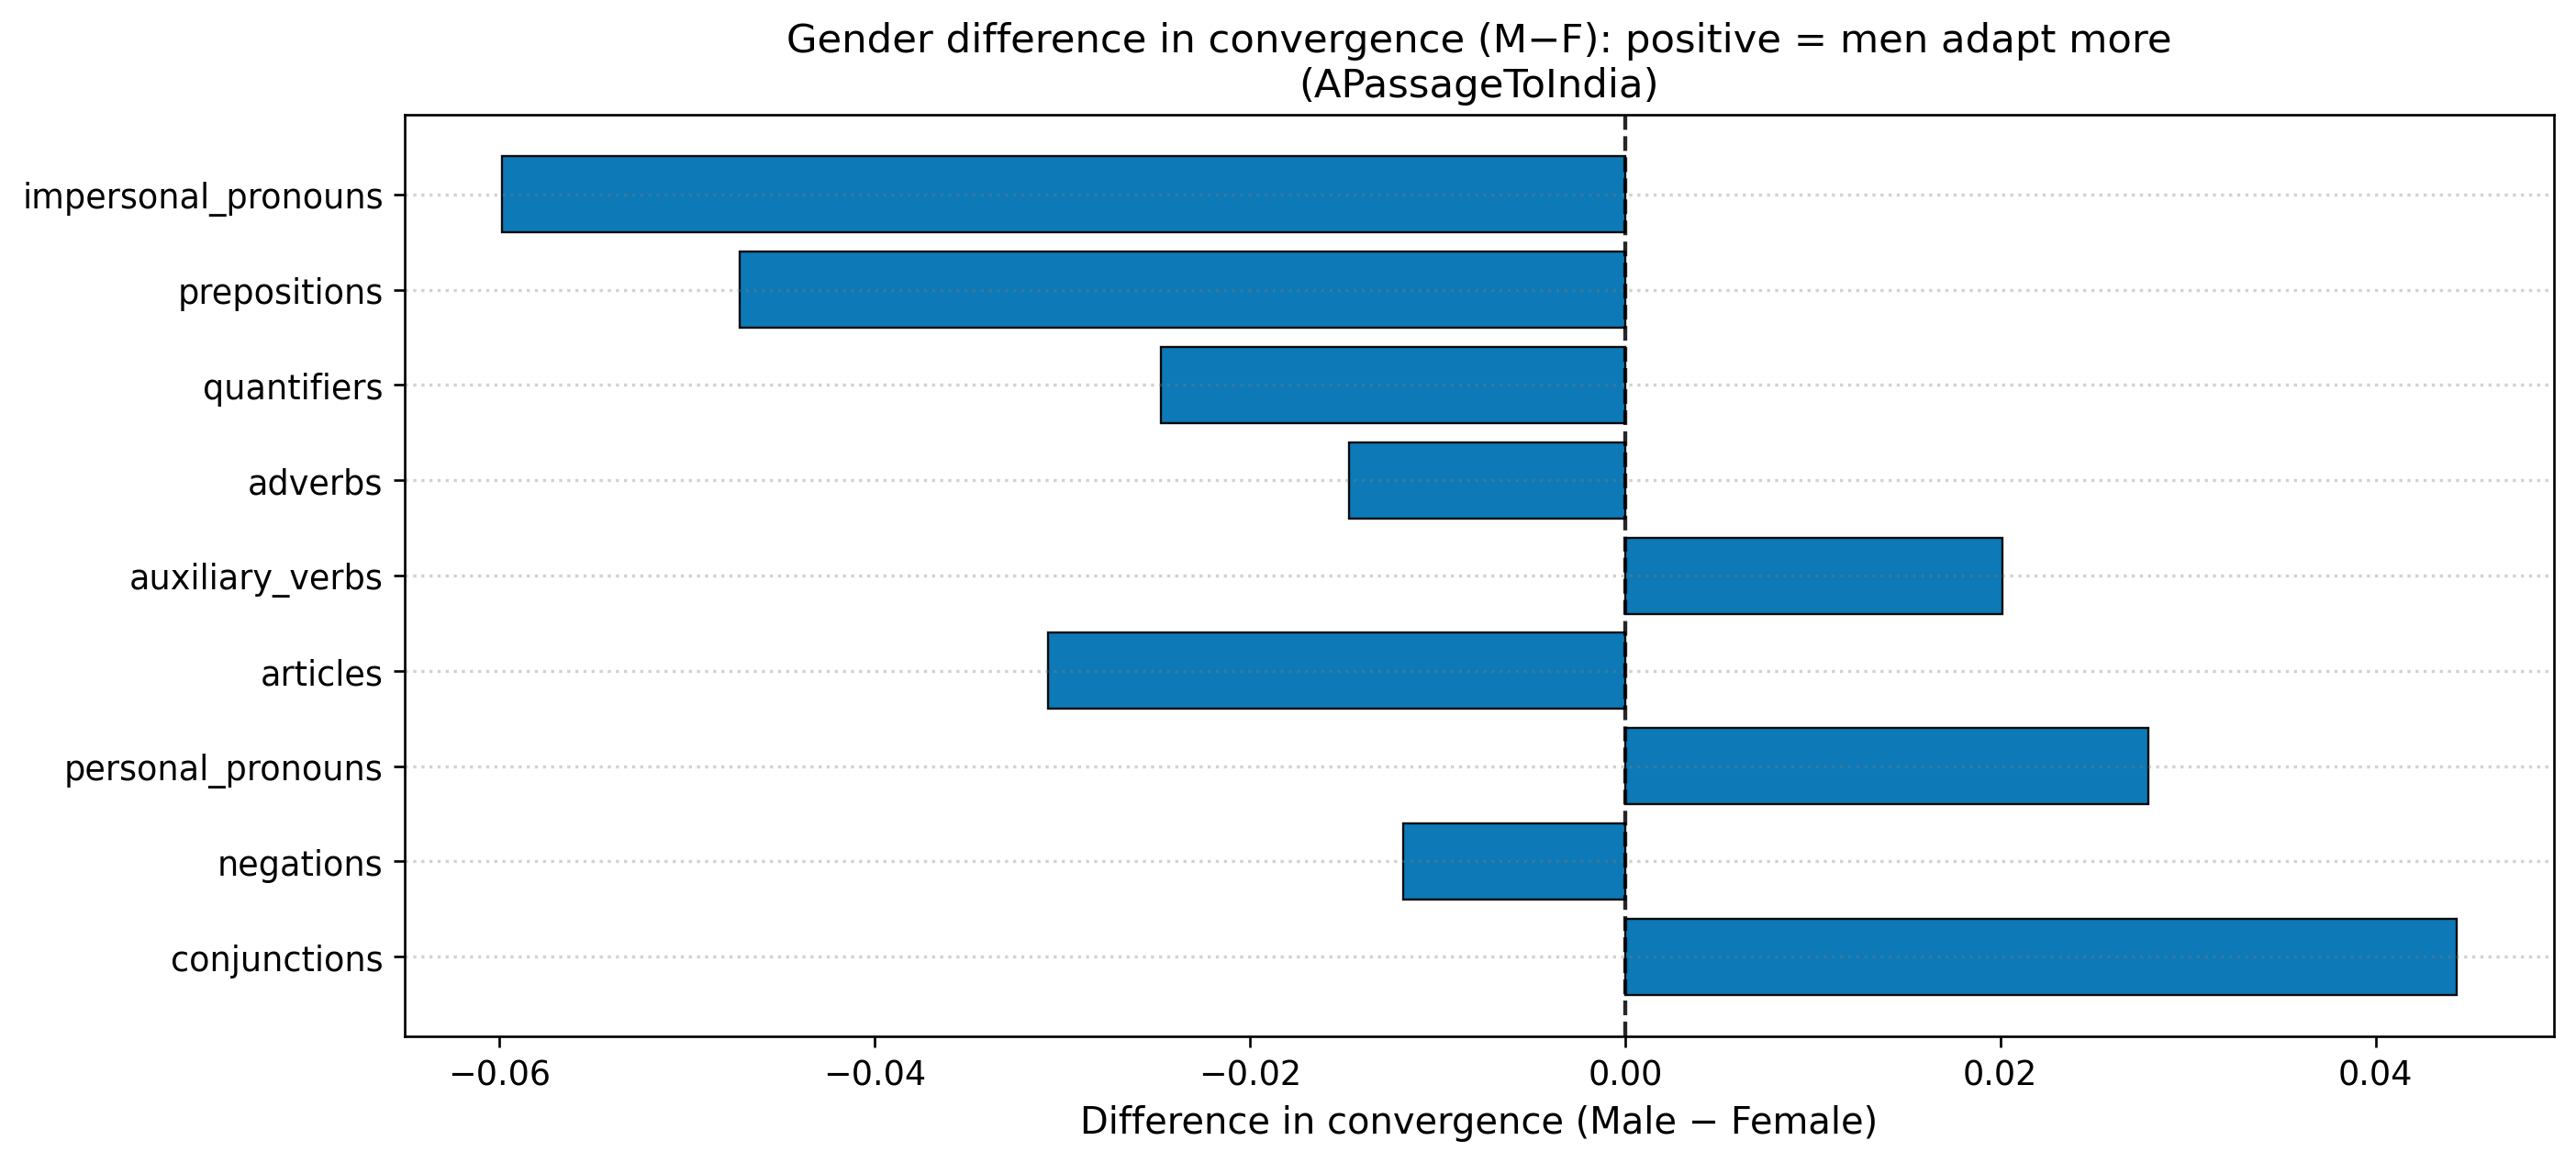 Gender difference in convergence (M−F): positive = men adapt more
(APassageToIndia)
impersonal_pronouns
prepositions
quantifiers
adverbs
auxiliary_verbs
articles
personal_pronouns
negations
conjunctions
−0.06 −0.04 −0.02 0.00 0.02 0.04
Difference in convergence (Male − Female)